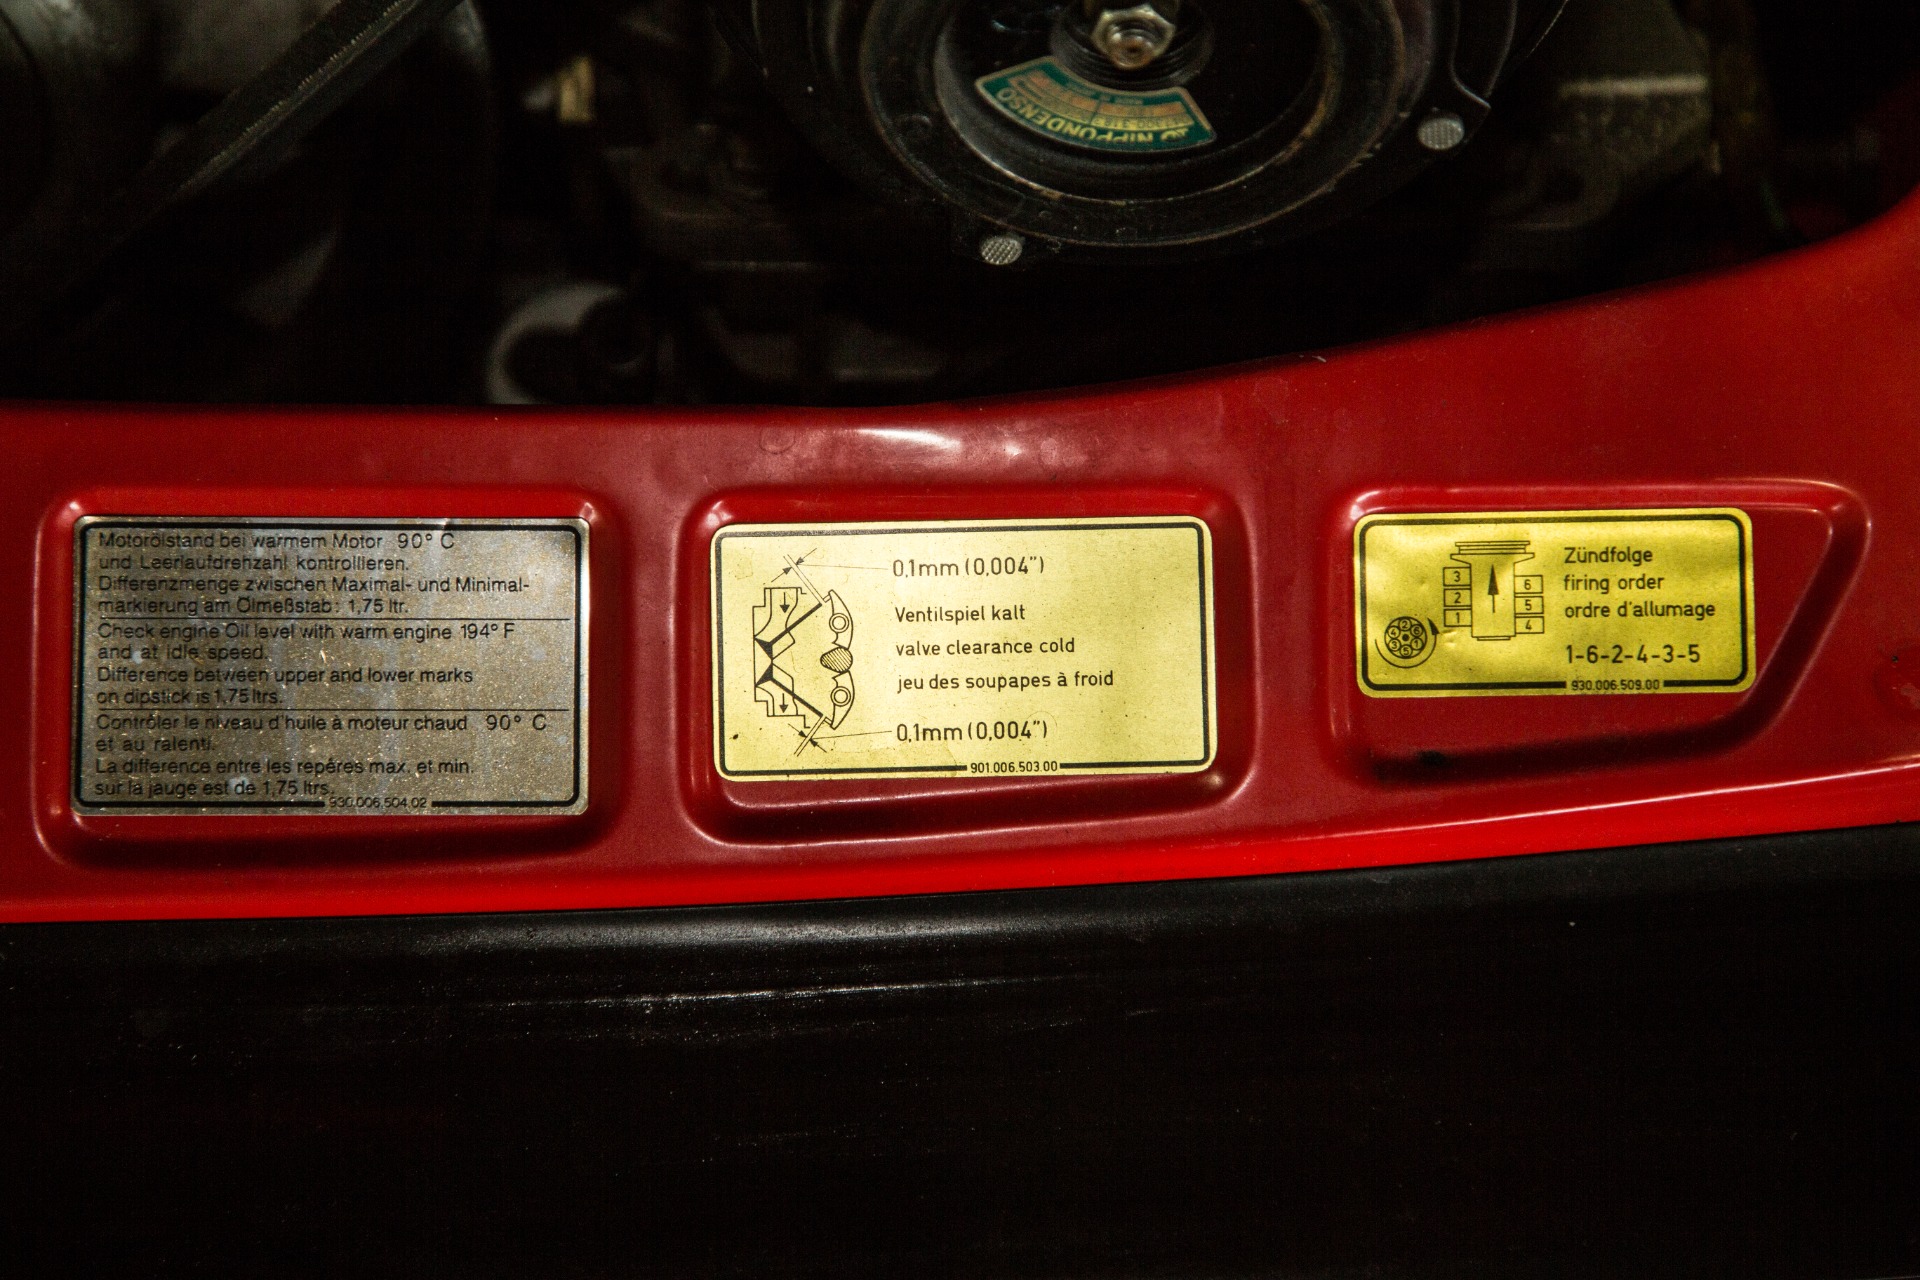 NIPPONDENSO
Motorölstand bei warmem Motor 90° C
und Leerlaufdrehzahl kontrollieren.
Differenzmenge zwischen Maximal- und Minimal-
markierung am Ölmeßstab: 1,75 ltr.
Check engine Oil level with warm engine 194° F
and at idle speed.
Difference between upper and lower marks
on dipstick is 1.75 ltrs.
Contrôler le niveau d'huile à moteur chaud 90° C
et au ralenti.
La différence entre les repères max. et min.
sur la jauge est de 1,75 ltrs.
930.006.504.02
0,1mm (0,004")
Ventilspiel kalt
valve clearance cold
jeu des soupapes à froid
0,1mm (0,004")
901.006.503.00
Zündfolge
firing order
ordre d'allumage
1-6-2-4-3-5
3 6
2 5
1 4
930.006.509.00